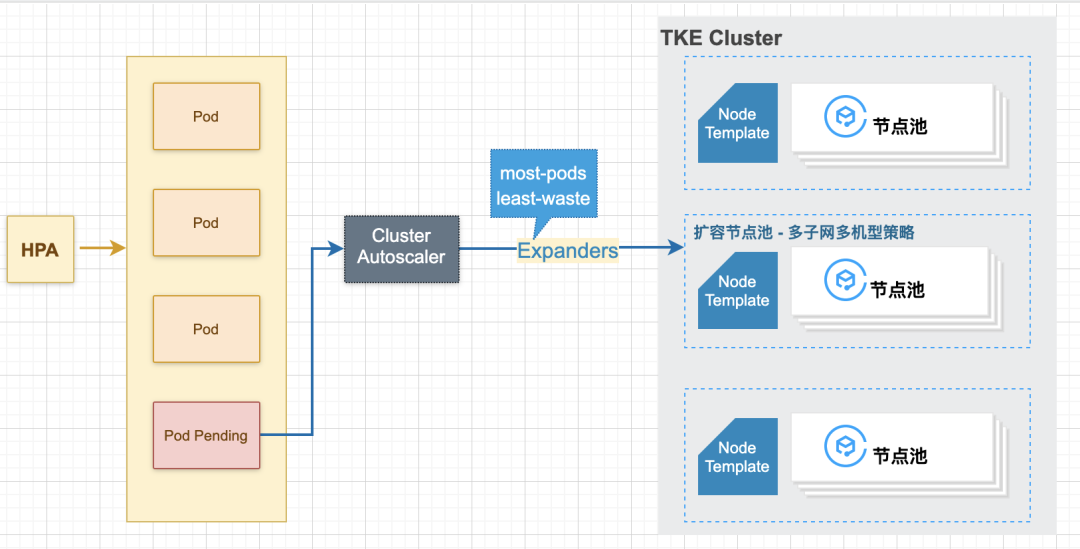 HPA
Pod
Pod
Pod
Pod Pending
Cluster
Autoscaler
most-pods
least-waste
Expanders
TKE Cluster
Node
Template
节点池
扩容节点池 - 多子网多机型策略
Node
Template
节点池
Node
Template
节点池